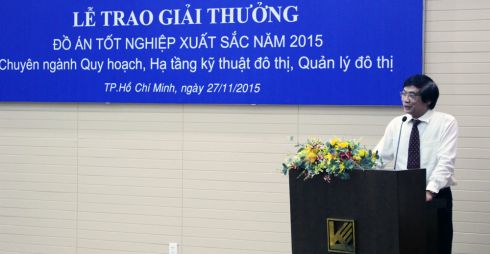 LỄ TRAO GIẢI THƯỞNG
ĐỒ ÁN TỐT NGHIỆP XUẤT SẮC NĂM 2015
Chuyên ngành Quy hoạch, Hạ tầng kỹ thuật đô thị, Quản lý đô thị
TP.Hồ Chí Minh, ngày 27/11/2015